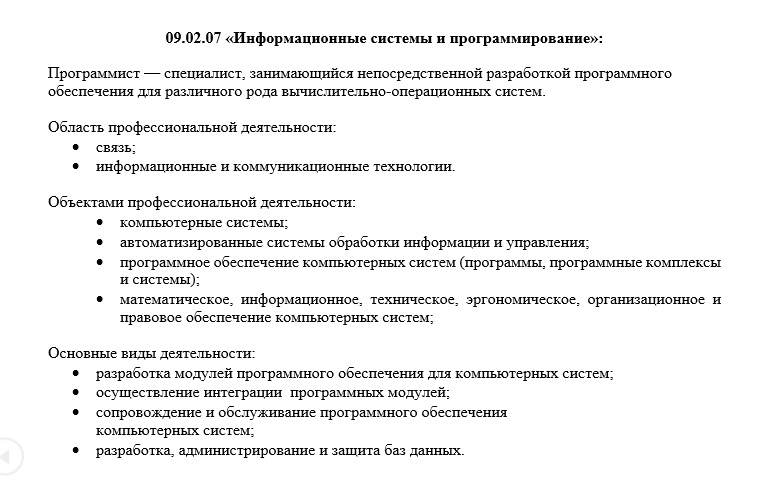 09.02.07 «Информационные системы и программирование»:
Программист — специалист, занимающийся непосредственной разработкой программного
обеспечения для различного рода вычислительно-операционных систем.
Область профессиональной деятельности:
• связь;
• информационные и коммуникационные технологии.
Объектами профессиональной деятельности:
• компьютерные системы;
• автоматизированные системы обработки информации и управления;
• программное обеспечение компьютерных систем (программы, программные комплексы
и системы);
• математическое, информационное, техническое, эргономическое, организационное и
правовое обеспечение компьютерных систем;
Основные виды деятельности:
• разработка модулей программного обеспечения для компьютерных систем;
• осуществление интеграции  программных модулей;
• сопровождение и обслуживание программного обеспечения
компьютерных систем;
• разработка, администрирование и защита баз данных.